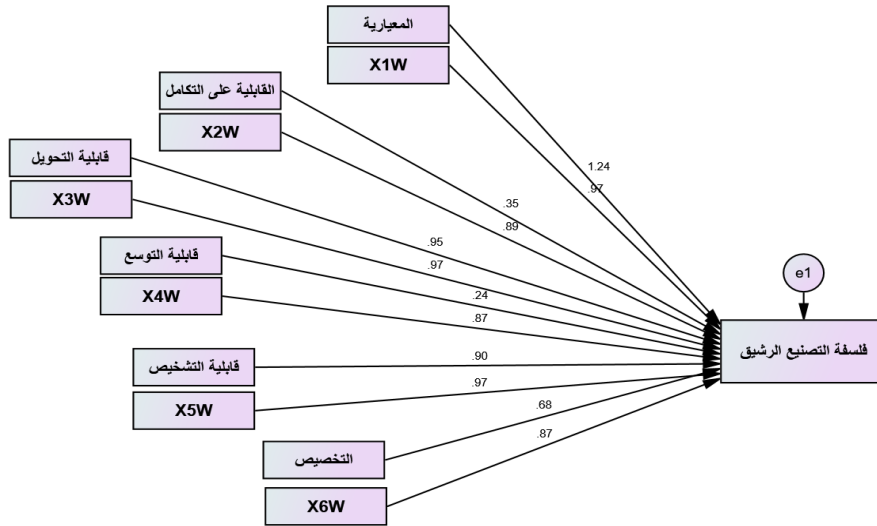 المعيارية
X1W
القابلية على التكامل
X2W
قابلية التحويل
X3W
قابلية التوسع
X4W
قابلية التشخيص
X5W
التخصيص
X6W
1.24
.97
.35
.89
.95
.97
.24
.87
.90
.97
.68
.87
e1
فلسفة التصنيع الرشيق